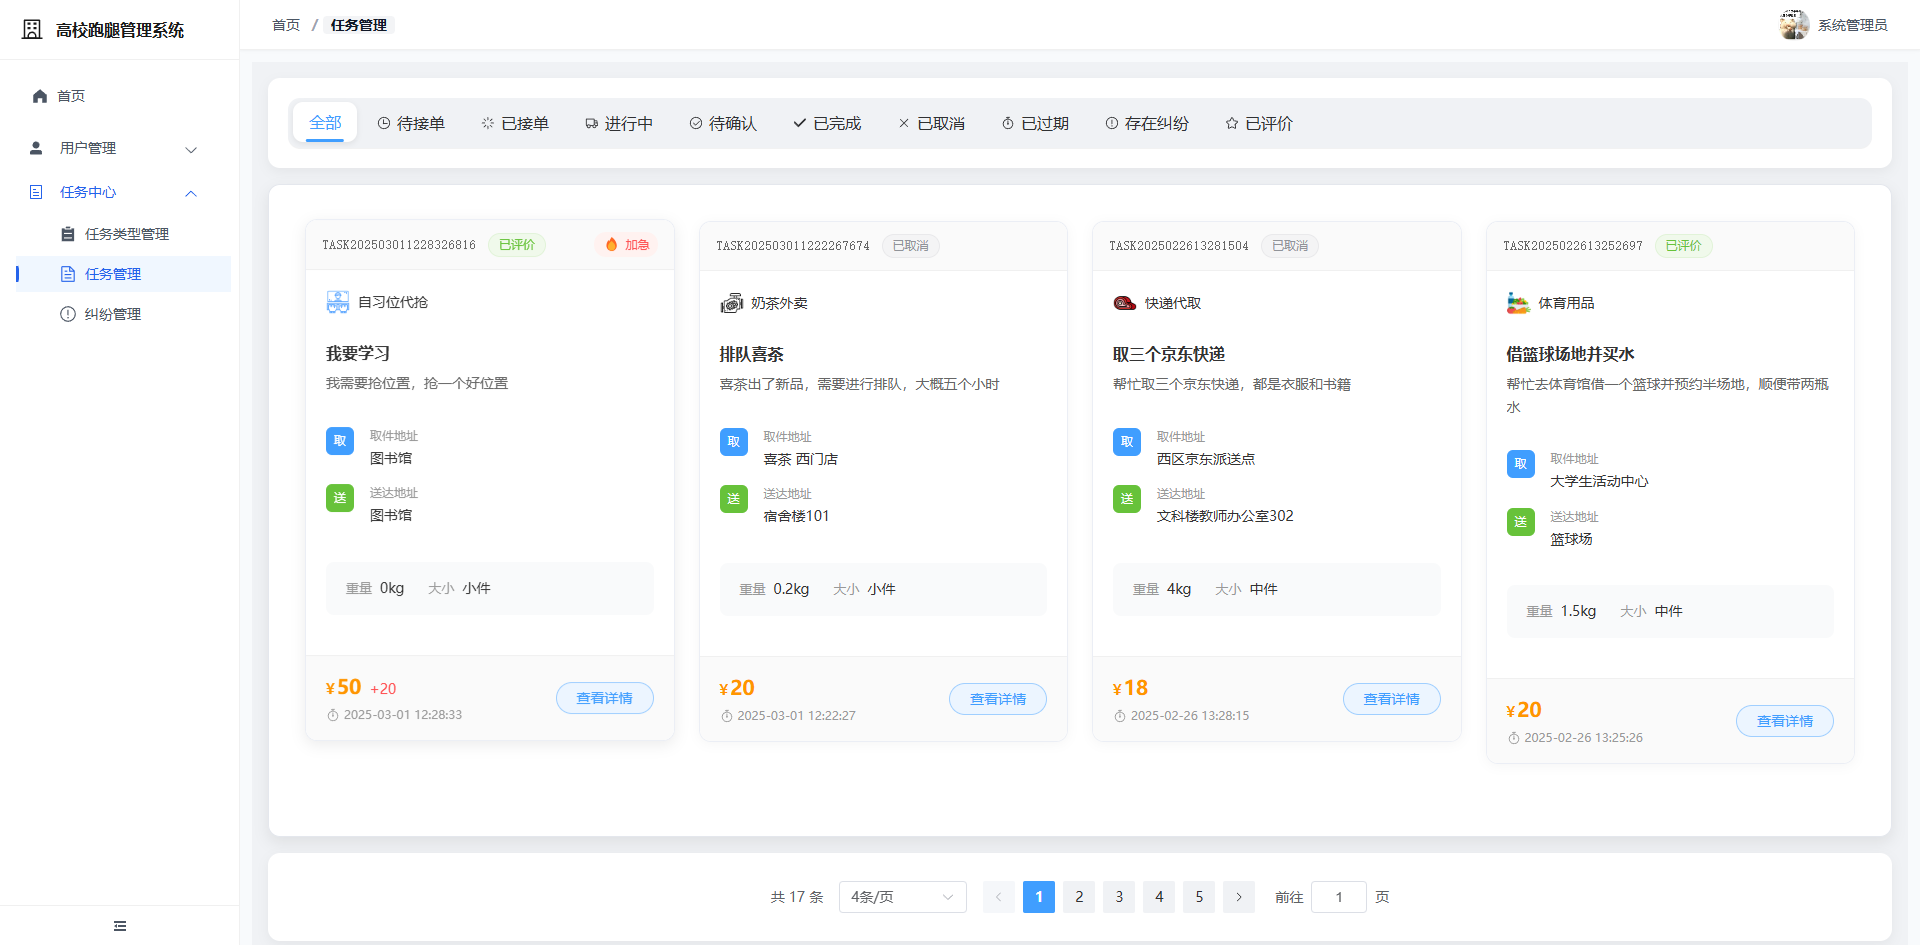 高校跑腿管理系统
首页
用户管理
任务中心
任务类型管理
任务管理
纠纷管理
首页 / 任务管理
系统管理员
全部 待接单 已接单 进行中 待确认 已完成 已取消 已过期 存在纠纷 已评价
TASK202503011228326816 已评价 加急
自习位代抢
我要学习
我需要抢位置，抢一个好位置
取 取件地址
图书馆
送 送达地址
图书馆
重量 0kg 大小 小件
¥50 +20
2025-03-01 12:28:33
查看详情
TASK202503011222267674 已取消
奶茶外卖
排队喜茶
喜茶出了新品，需要进行排队，大概五个小时
取 取件地址
喜茶 西门店
送 送达地址
宿舍楼101
重量 0.2kg 大小 小件
¥20
2025-03-01 12:22:27
查看详情
TASK2025022613281504 已取消
快递代取
取三个京东快递
帮忙取三个京东快递，都是衣服和书籍
取 取件地址
西区京东派送点
送 送达地址
文科楼教师办公室302
重量 4kg 大小 中件
¥18
2025-02-26 13:28:15
查看详情
TASK2025022613252697 已评价
体育用品
借篮球场地并买水
帮忙去体育馆借一个篮球并预约半场地，顺便带两瓶
水
取 取件地址
大学生活动中心
送 送达地址
篮球场
重量 1.5kg 大小 中件
¥20
2025-02-26 13:25:26
查看详情
共 17 条 4条/页 1 2 3 4 5 前往 1 页